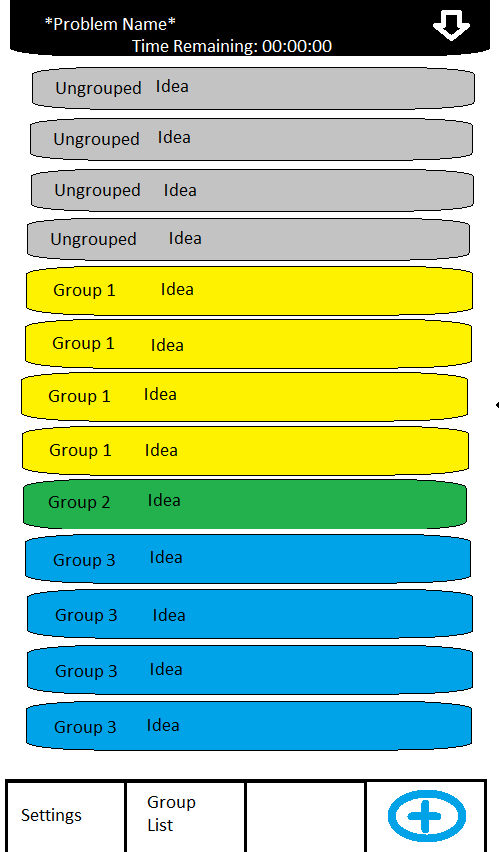 *Problem Name*
Time Remaining: 00:00:00
Ungrouped Idea
Ungrouped Idea
Ungrouped Idea
Ungrouped Idea
Group 1 Idea
Group 1 Idea
Group 1 Idea
Group 1 Idea
Group 2 Idea
Group 3 Idea
Group 3 Idea
Group 3 Idea
Group 3 Idea
Settings
Group
List